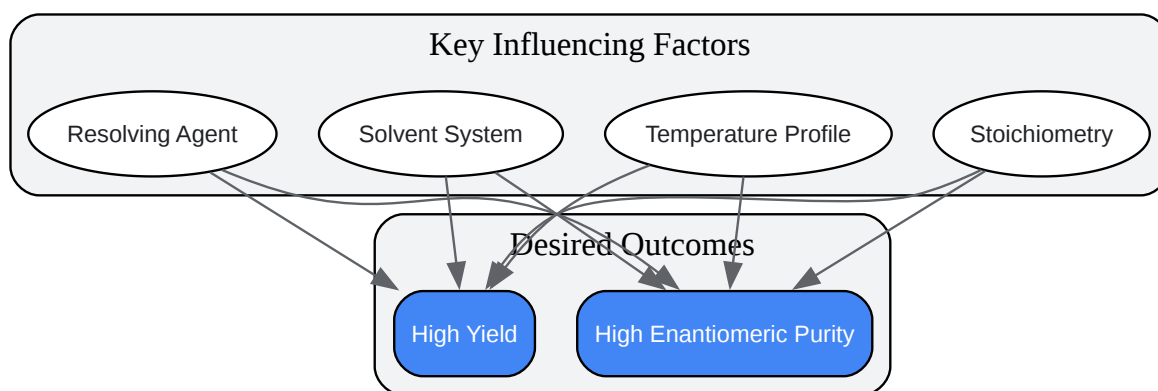 Key Influencing Factors
Resolving Agent
Solvent System
Temperature Profile
Stoichiometry
Desired Outcomes
High Yield
High Enantiomeric Purity